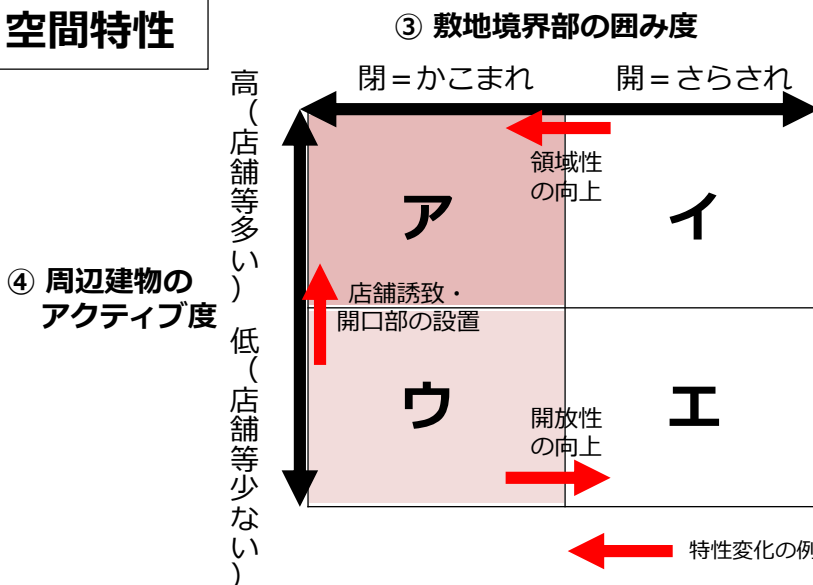 空間特性
③ 敷地境界部の囲み度
閉＝かこまれ
開＝さらされ
高（店舗等多い）
低（店舗等少ない）
④ 周辺建物の
アクティブ度
領域性
の向上
ア
イ
店舗誘致・
開口部の設置
ウ
エ
開放性
の向上
特性変化の例